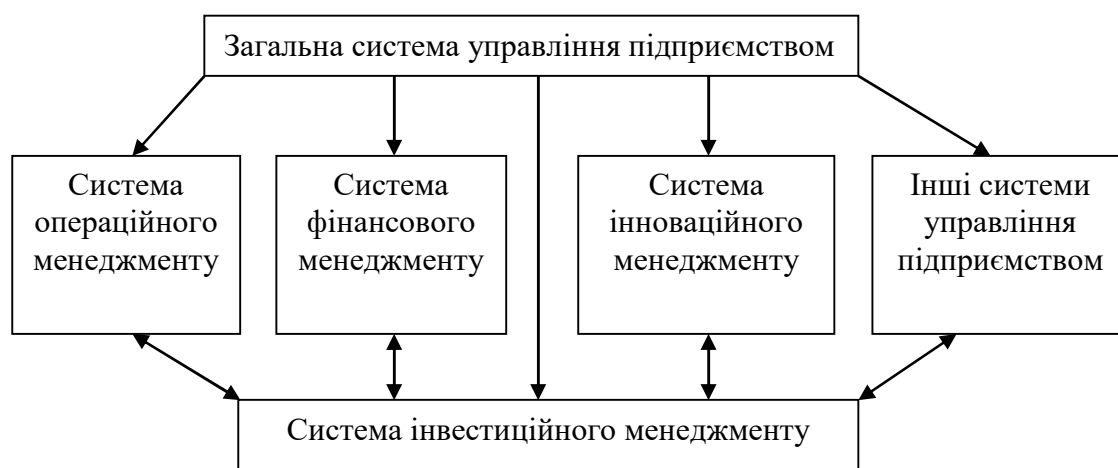 Загальна система управління підприємством
Система
операційного
менеджменту
Система
фінансового
менеджменту
Система
інноваційного
менеджменту
Інші системи
управління
підприємством
Система інвестиційного менеджменту